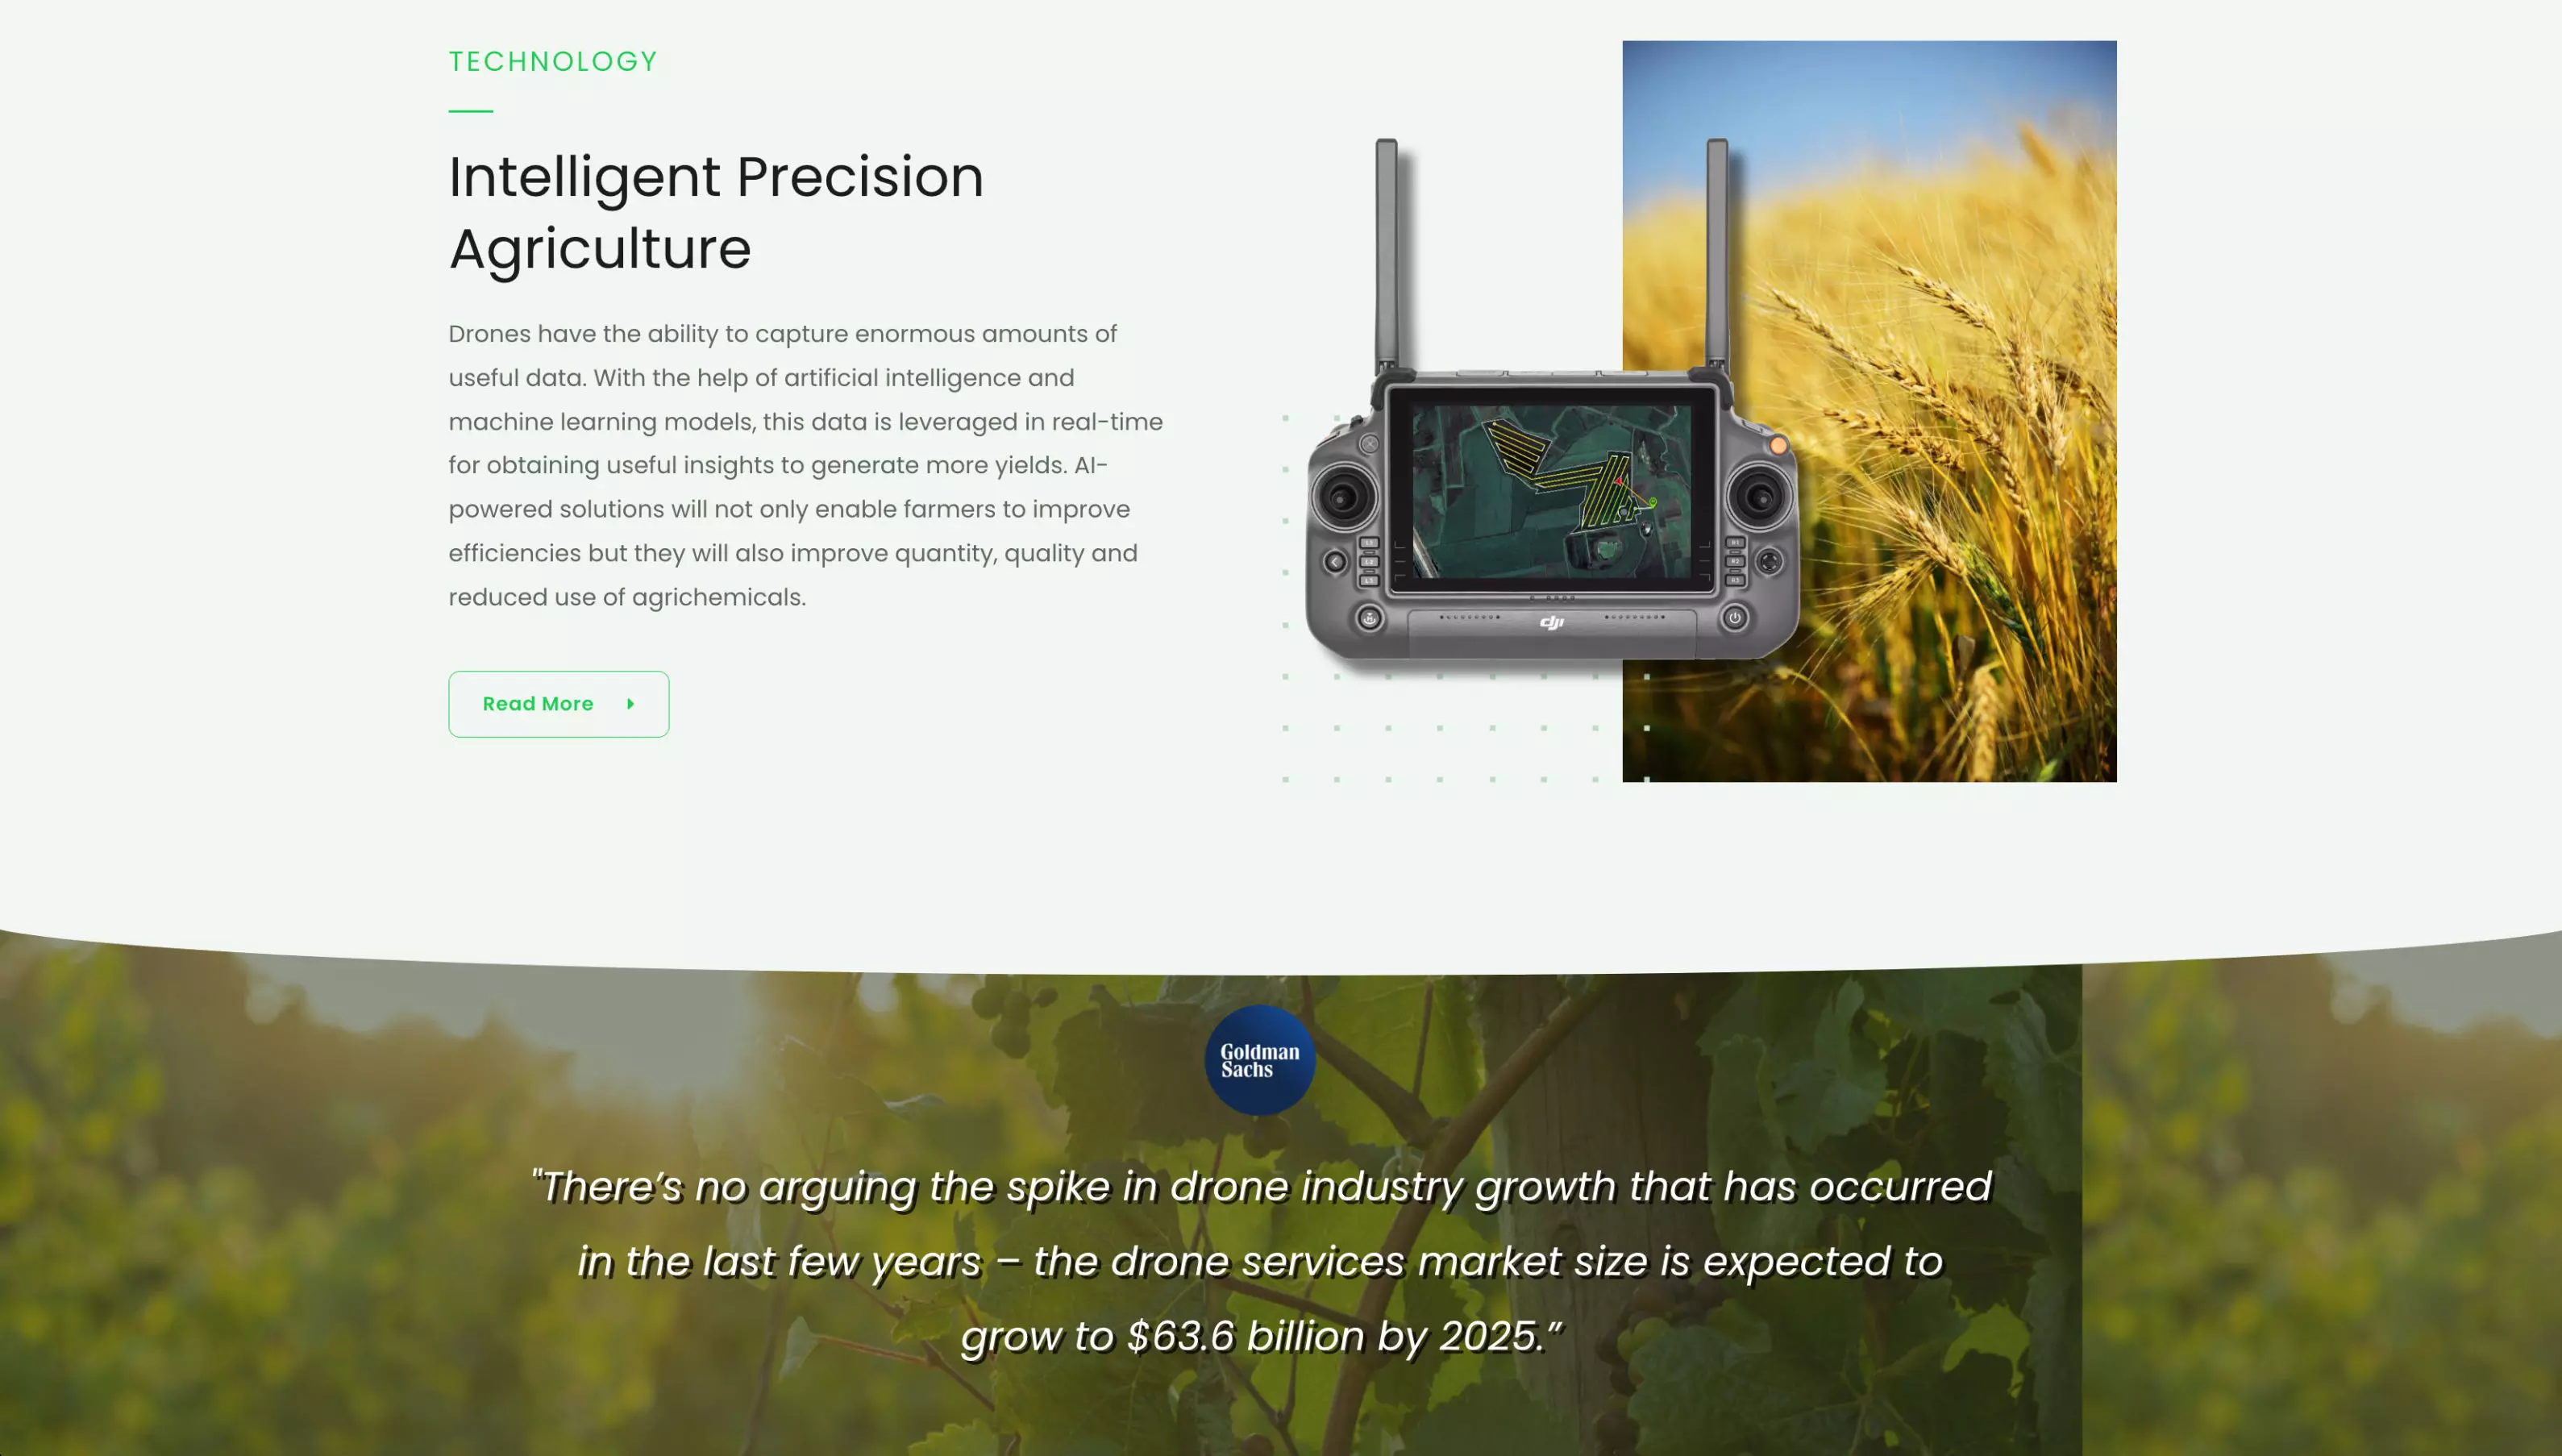 TECHNOLOGY
Intelligent Precision
Agriculture
Drones have the ability to capture enormous amounts of
useful data. With the help of artificial intelligence and
machine learning models, this data is leveraged in real-time
for obtaining useful insights to generate more yields. AI-
powered solutions will not only enable farmers to improve
efficiencies but they will also improve quantity, quality and
reduced use of agrichemicals.
Read More
dji
Goldman
Sachs
"There’s no arguing the spike in drone industry growth that has occurred
in the last few years – the drone services market size is expected to
grow to $63.6 billion by 2025.”